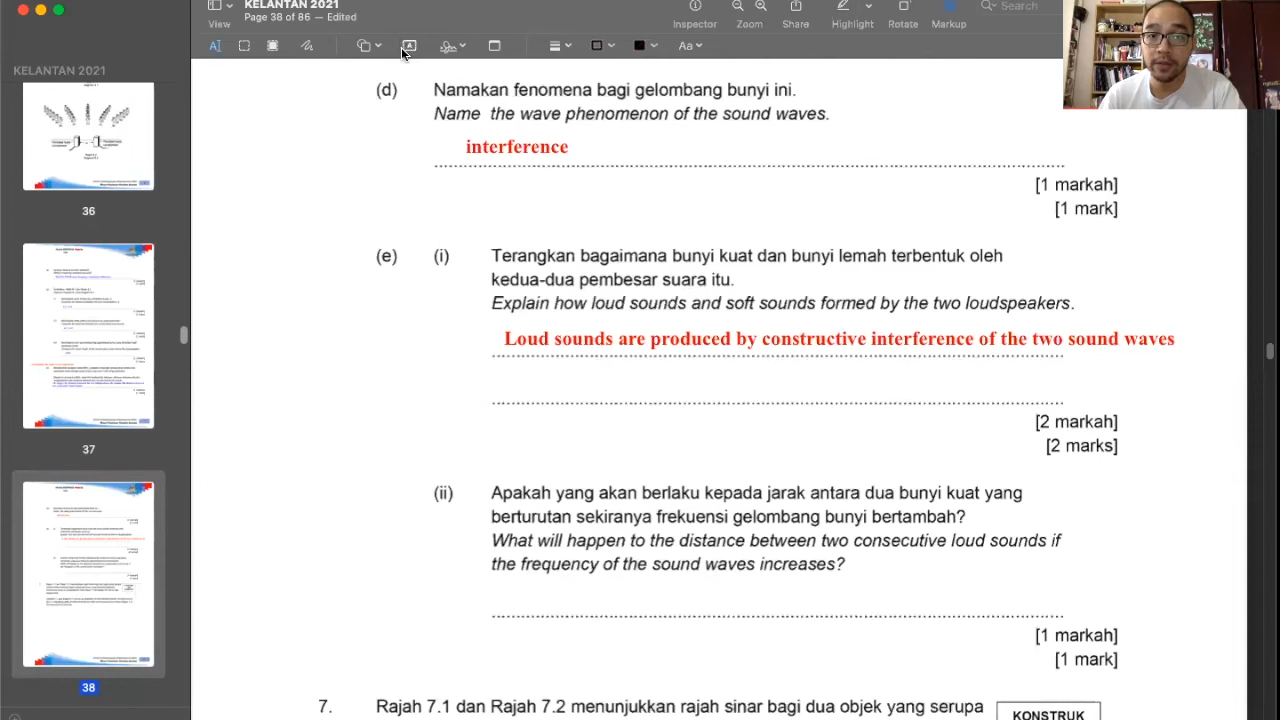 KELANTAN 2021
Page 38 of 86 — Edited
View
Inspector
Zoom
Share
Highlight
Rotate
Markup
Search
Aa
KELANTAN 2021
36
37
38
(d) Namakan fenomena bagi gelombang bunyi ini.
Name the wave phenomenon of the sound waves.
interference
[1 markah]
[1 mark]
(e) (i) Terangkan bagaimana bunyi kuat dan bunyi lemah terbentuk oleh
kedua-dua pembesar suara itu.
Explain how loud sounds and soft sounds formed by the two loudspeakers.
sounds are produced by constructive interference of the two sound waves
[2 markah]
[2 marks]
(ii) Apakah yang akan berlaku kepada jarak antara dua bunyi kuat yang
berturutan sekiranya frekuensi gelombang bunyi bertambah?
What will happen to the distance between two consecutive loud sounds if
the frequency of the sound waves increases?
[1 markah]
[1 mark]
7. Rajah 7.1 dan Rajah 7.2 menunjukkan rajah sinar bagi dua objek yang serupa
KONSTRUK